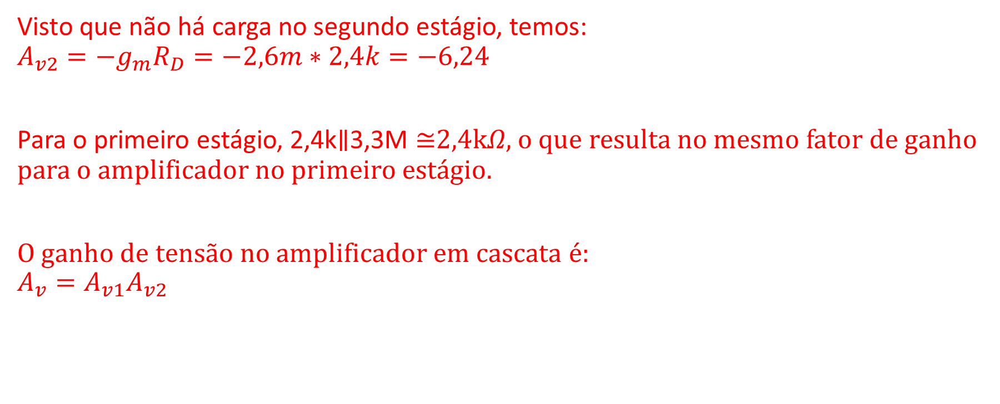 Visto que não há carga no segundo estágio, temos:
A_{v2} = −g_m R_D = −2,6m ∗ 2,4k = −6,24
Para o primeiro estágio, 2,4k∥3,3M ≅2,4kΩ, o que resulta no mesmo fator de ganho
para o amplificador no primeiro estágio.
O ganho de tensão no amplificador em cascata é:
A_v = A_{v1}A_{v2}